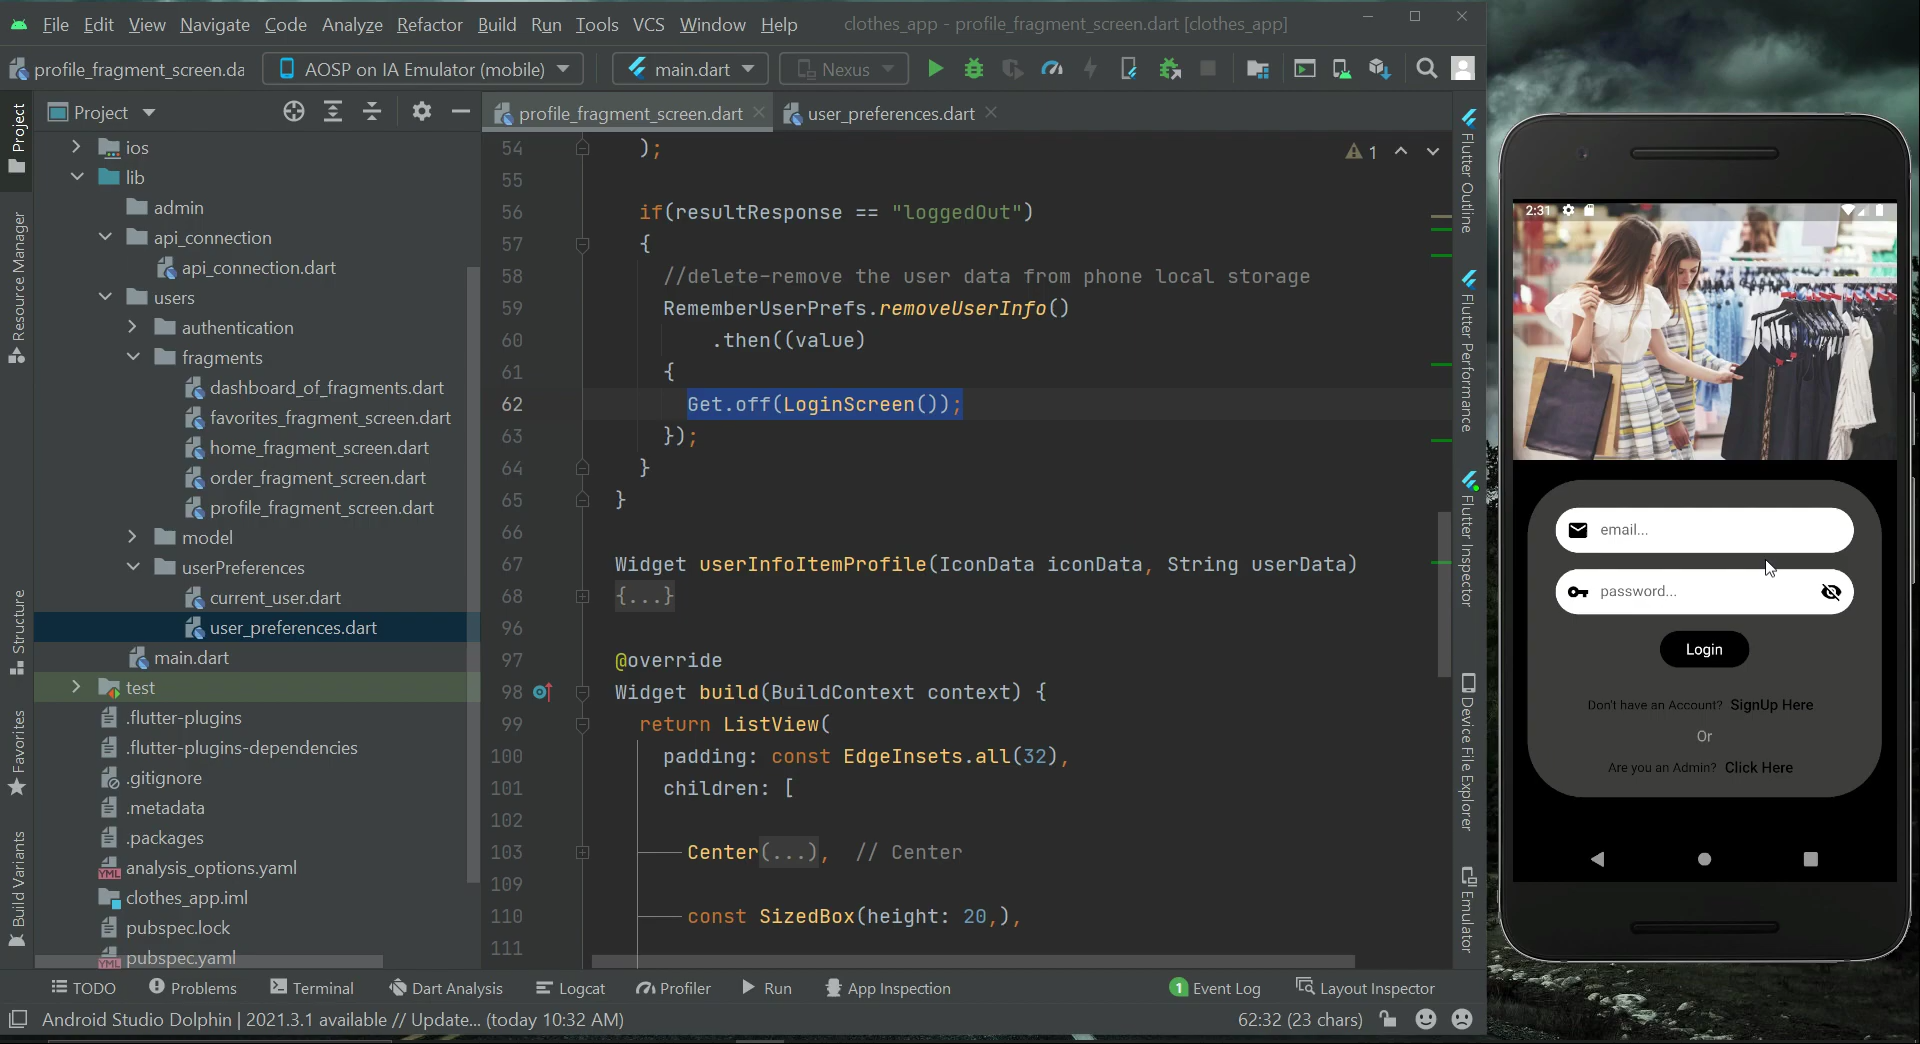 File Edit View Navigate Code Analyze Refactor Build Run Tools VCS Window Help clothes_app - profile_fragment_screen.dart [clothes_app]
profile_fragment_screen.da AOSP on IA Emulator (mobile) main.dart Nexus
Project profile_fragment_screen.dart user_preferences.dart
ios
lib
admin
api_connection
api_connection.dart
users
authentication
fragments
dashboard_of_fragments.dart
favorites_fragment_screen.dart
home_fragment_screen.dart
order_fragment_screen.dart
profile_fragment_screen.dart
model
userPreferences
current_user.dart
user_preferences.dart
main.dart
test
.flutter-plugins
.flutter-plugins-dependencies
.gitignore
.metadata
.packages
analysis_options.yaml
clothes_app.iml
pubspec.lock
pubspec.yaml
Project
Resource Manager
Structure
Favorites
Build Variants
1
54 );
55
56 if(resultResponse == "loggedOut")
57 {
58 //delete-remove the user data from phone local storage
59 RememberUserPrefs.removeUserInfo()
60 .then((value)
61 {
62 Get.off(LoginScreen());
63 });
64 }
65 }
66
67 Widget userInfoItemProfile(IconData iconData, String userData)
68 {...}
96
97 @override
98 Widget build(BuildContext context) {
99 return ListView(
100 padding: const EdgeInsets.all(32),
101 children: [
102
103 Center(...), // Center
109
110 const SizedBox(height: 20,),
111
Flutter Outline
Flutter Performance
Flutter Inspector
Device File Explorer
Emulator
2:31
email...
password...
Login
Don't have an Account? SignUp Here
Or
Are you an Admin? Click Here
TODO Problems Terminal Dart Analysis Logcat Profiler Run App Inspection 1 Event Log Layout Inspector
Android Studio Dolphin | 2021.3.1 available // Update... (today 10:32 AM) 62:32 (23 chars)